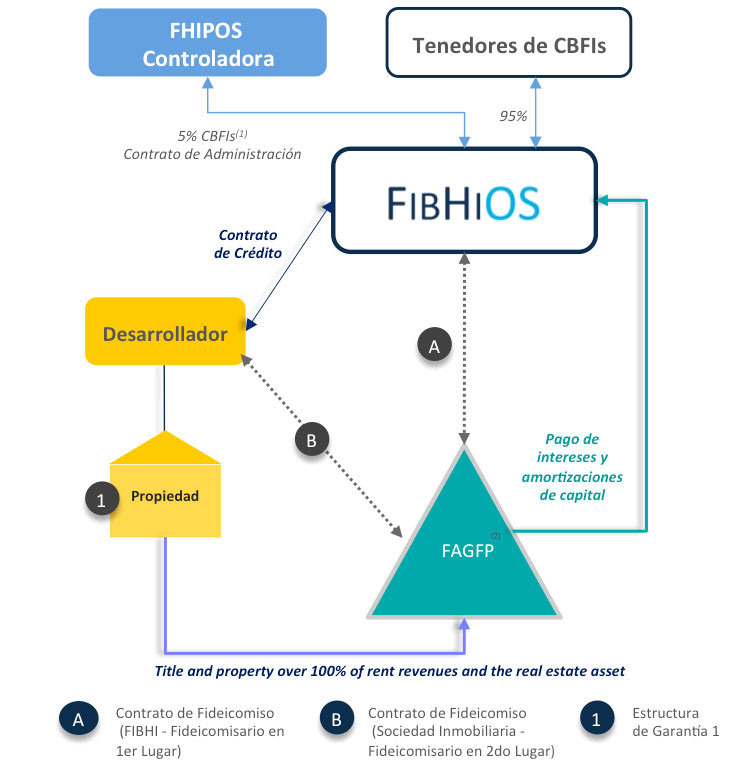 FHIPOS
Controladora
Tenedores de CBFIs
5% CBFIs(1)
Contrato de Administración
95%
FIBHIOS
Contrato
de Crédito
Desarrollador
A
B
Pago de
intereses y
amortizaciones
de capital
1
Propiedad
FAGFP(2)
Title and property over 100% of rent revenues and the real estate asset
A
Contrato de Fideicomiso
(FIBHI - Fideicomisario en
1er Lugar)
B
Contrato de Fideicomiso
(Sociedad Inmobiliaria -
Fideicomisario en 2do Lugar)
1
Estructura
de Garantía 1